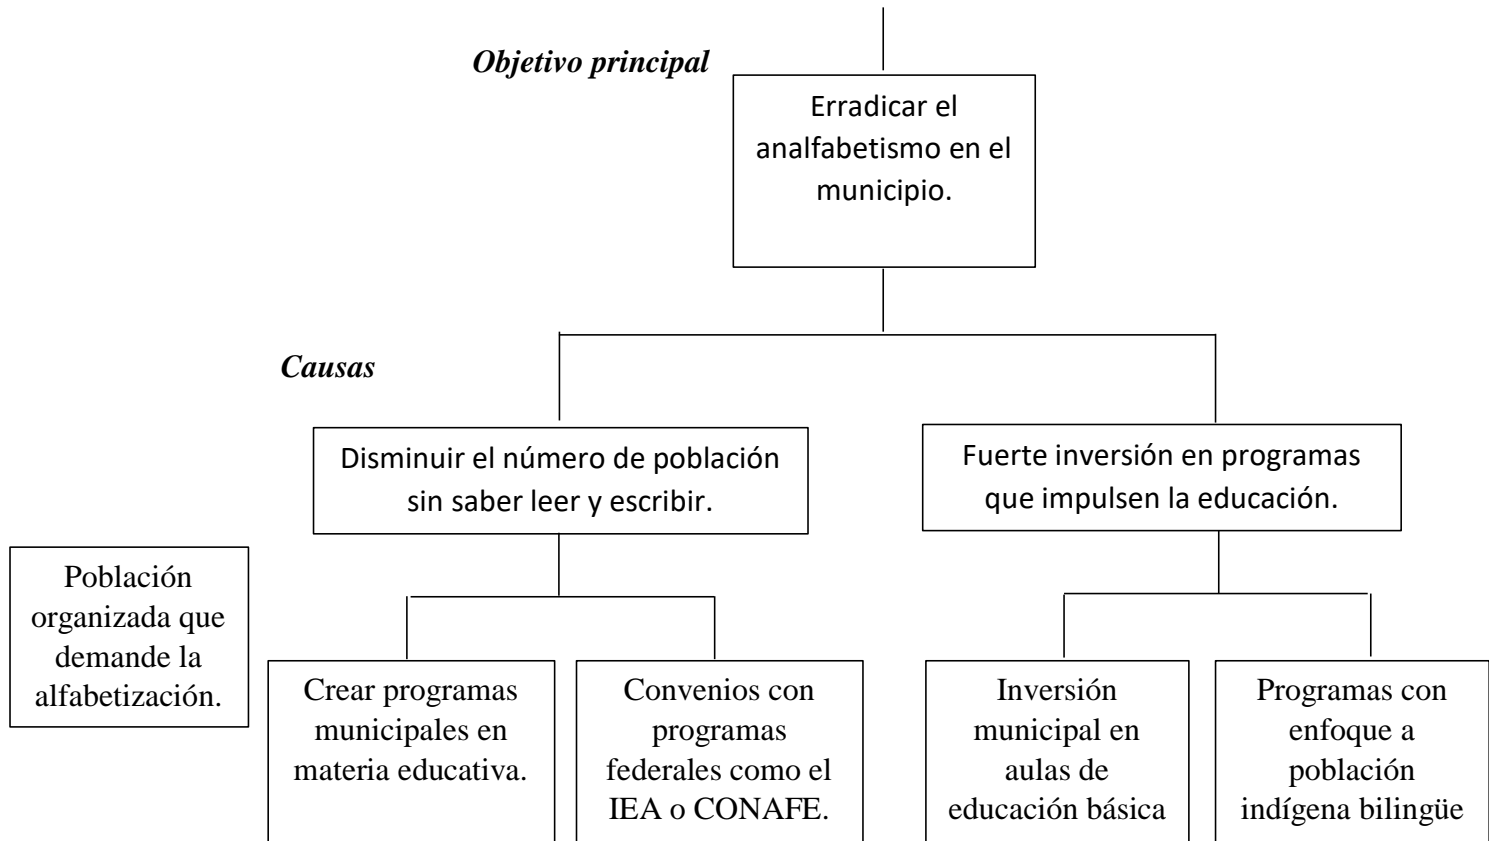 Objetivo principal
Erradicar el
analfabetismo en el
municipio.
Causas
Disminuir el número de población
sin saber leer y escribir.
Fuerte inversión en programas
que impulsen la educación.
Población
organizada que
demande la
alfabetización.
Crear programas
municipales en
materia educativa.
Convenios con
programas
federales como el
IEA o CONAFE.
Inversión
municipal en
aulas de
educación básica
Programas con
enfoque a
población
indígena bilingüe